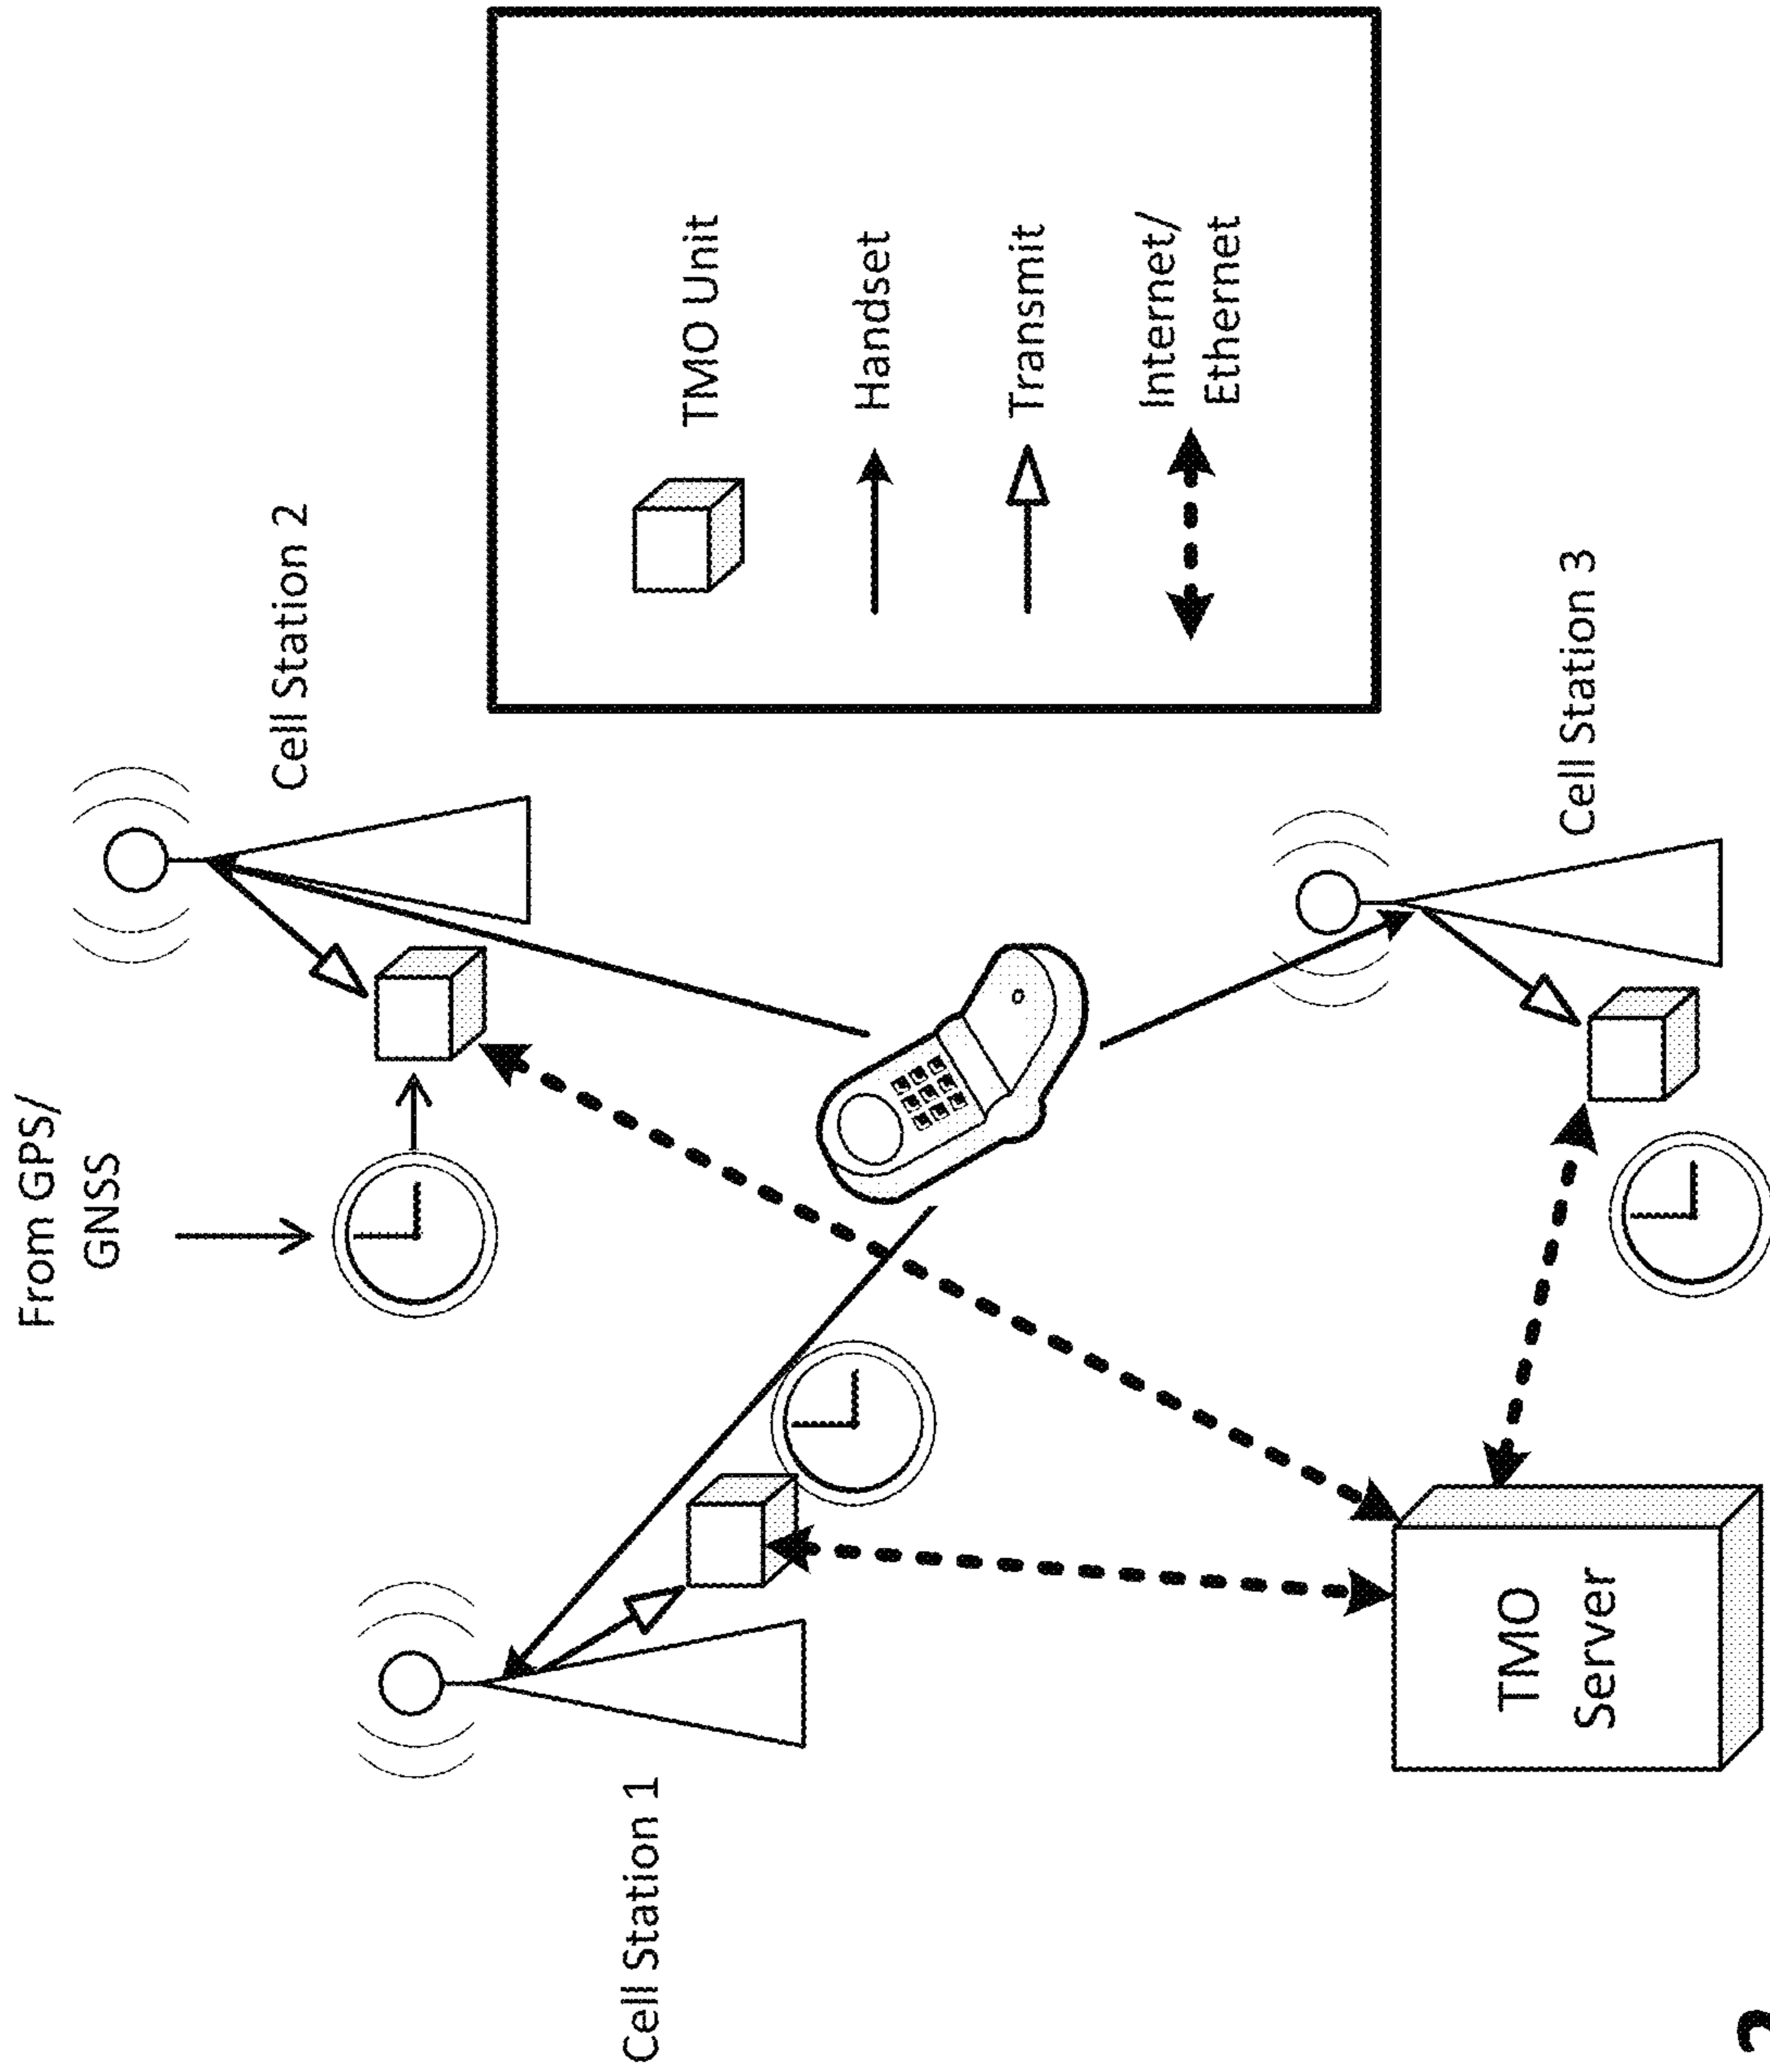 From GPS/
GNSS
Cell Station 2
Cell Station 1
Cell Station 3
TMO
Server
TMO Unit
Handset
Transmit
Internet/
Ethernet